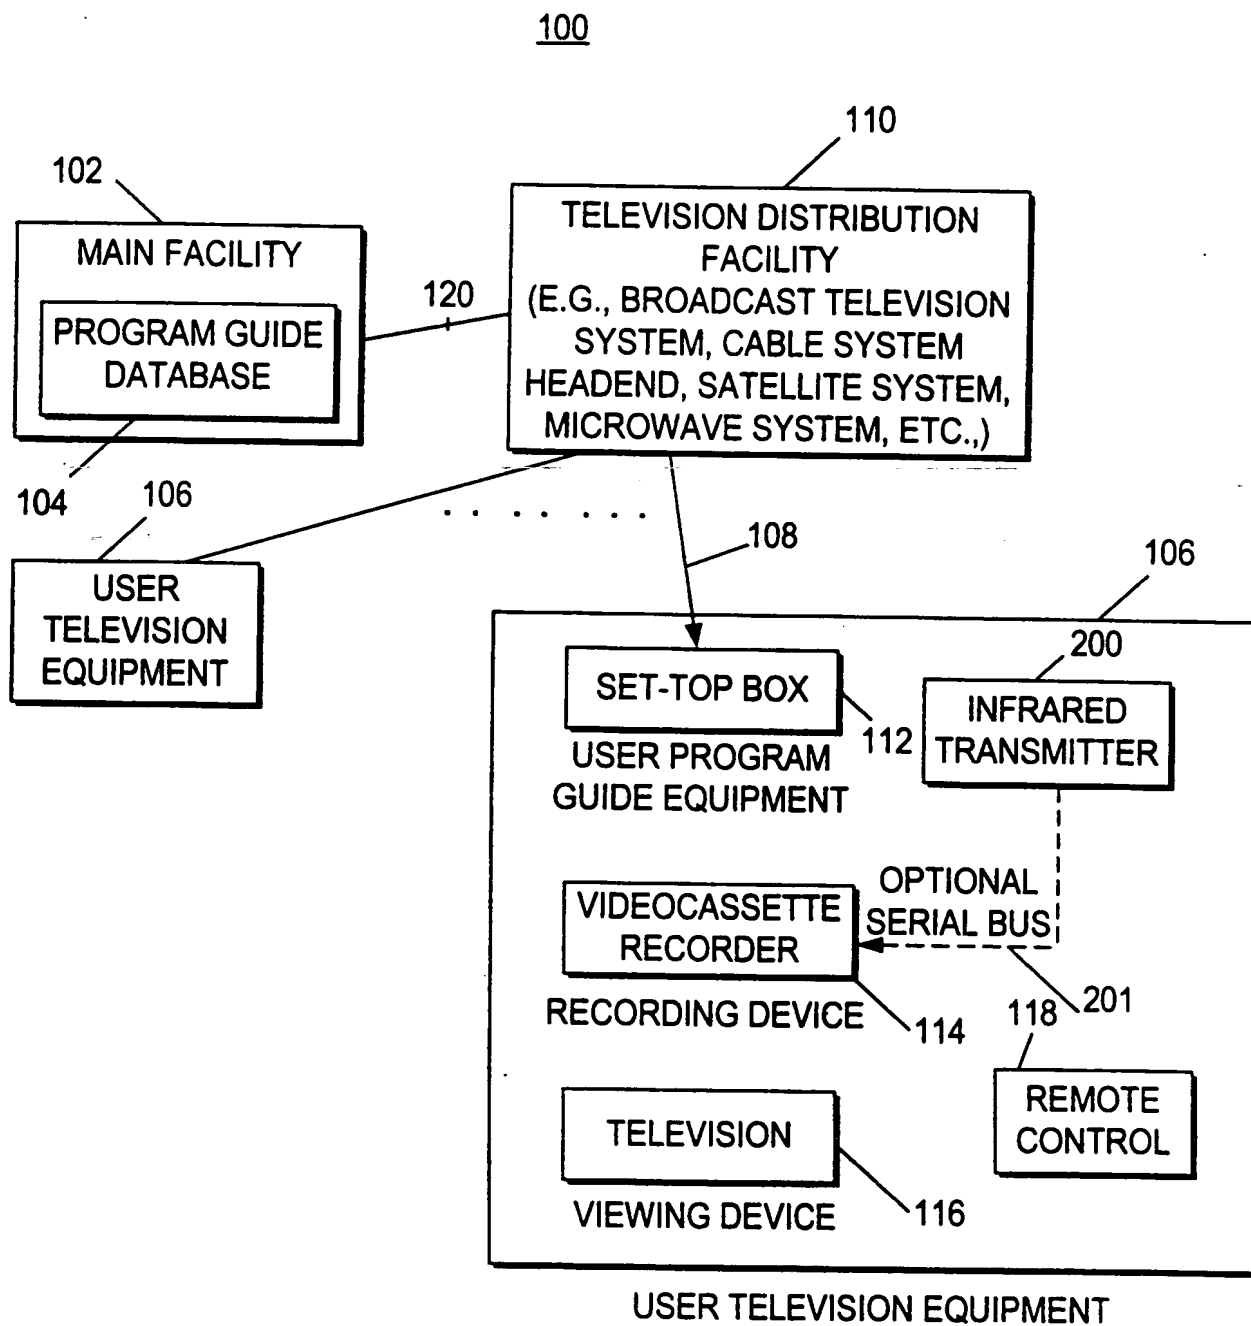 100
110
102
TELEVISION DISTRIBUTION
FACILITY
(E.G., BROADCAST TELEVISION
SYSTEM, CABLE SYSTEM
HEADEND, SATELLITE SYSTEM,
MICROWAVE SYSTEM, ETC.,)
MAIN FACILITY
PROGRAM GUIDE
DATABASE
120
104
106
USER
TELEVISION
EQUIPMENT
108
106
200
SET-TOP BOX
112
USER PROGRAM
GUIDE EQUIPMENT
INFRARED
TRANSMITTER
OPTIONAL
SERIAL BUS
VIDEOCASSETTE
RECORDER
RECORDING DEVICE
114
201
118
REMOTE
CONTROL
TELEVISION
VIEWING DEVICE
116
USER TELEVISION EQUIPMENT